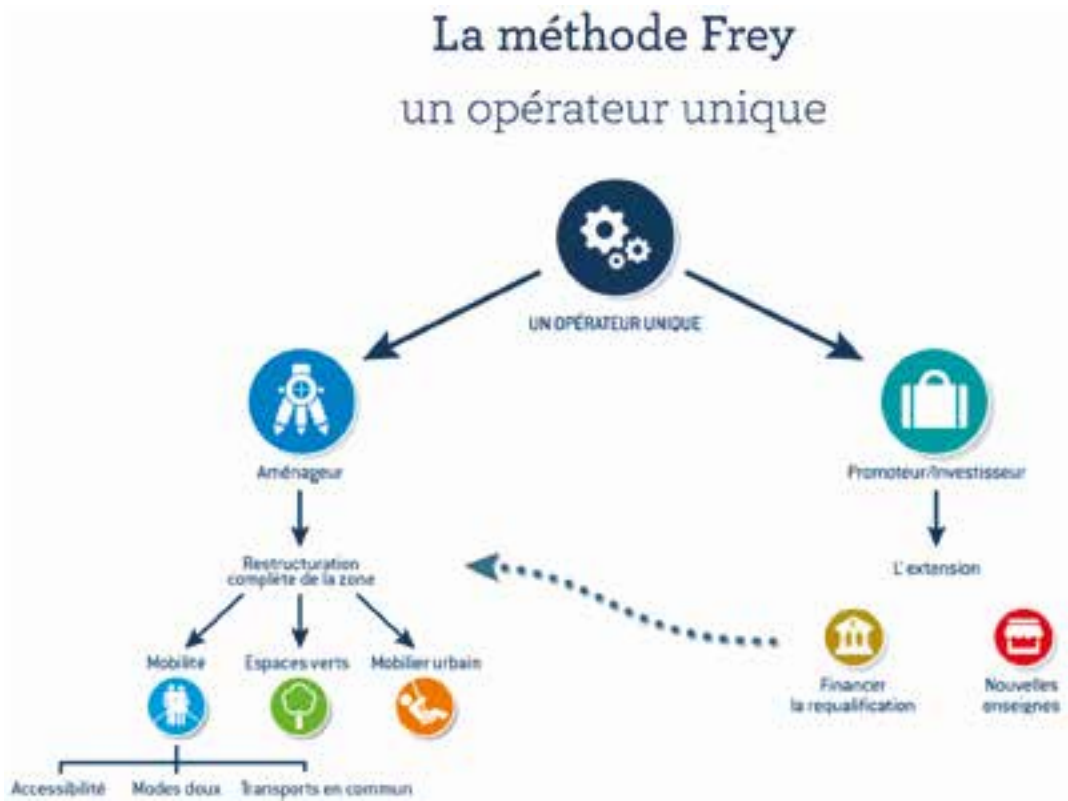 La méthode Frey
un opérateur unique
UN OPÉRATEUR UNIQUE
Aménageur
Promoteur/Investisseur
Restructuration
complète de la zone
L'extension
Mobilité
Espaces verts
Mobilier urbain
Financer
la requalification
Nouvelles
enseignes
Accessibilité
Modes doux
Transports en commun